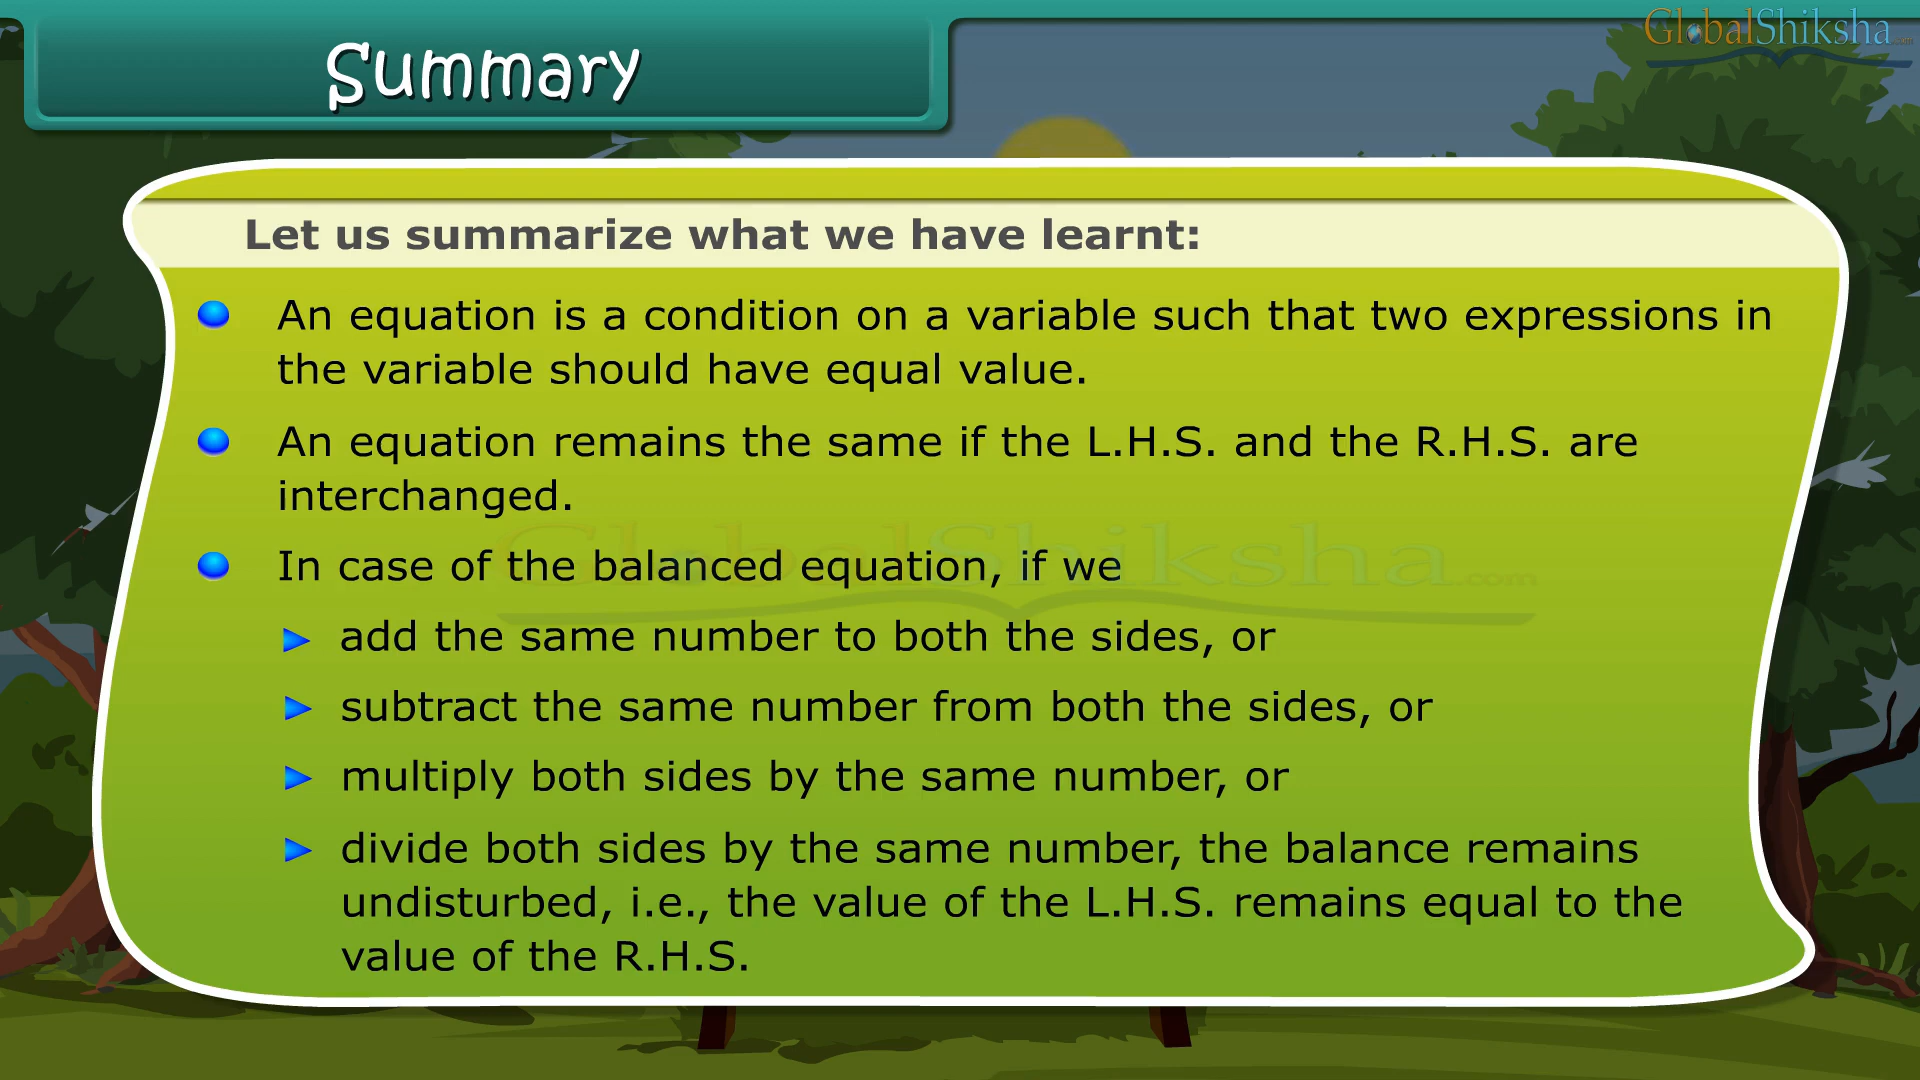 Summary
GlobalShiksha.com
Let us summarize what we have learnt:
An equation is a condition on a variable such that two expressions in
the variable should have equal value.
An equation remains the same if the L.H.S. and the R.H.S. are
interchanged.
GlobalShiksha.com
In case of the balanced equation, if we
add the same number to both the sides, or
subtract the same number from both the sides, or
multiply both sides by the same number, or
divide both sides by the same number, the balance remains
undisturbed, i.e., the value of the L.H.S. remains equal to the
value of the R.H.S.